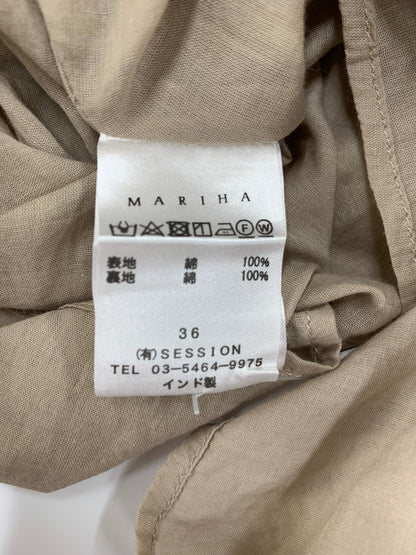 MARIHA
F W
表地 綿 100%
裏地 綿 100%
36
(有)SESSION
TEL 03-5464-9975
インド製